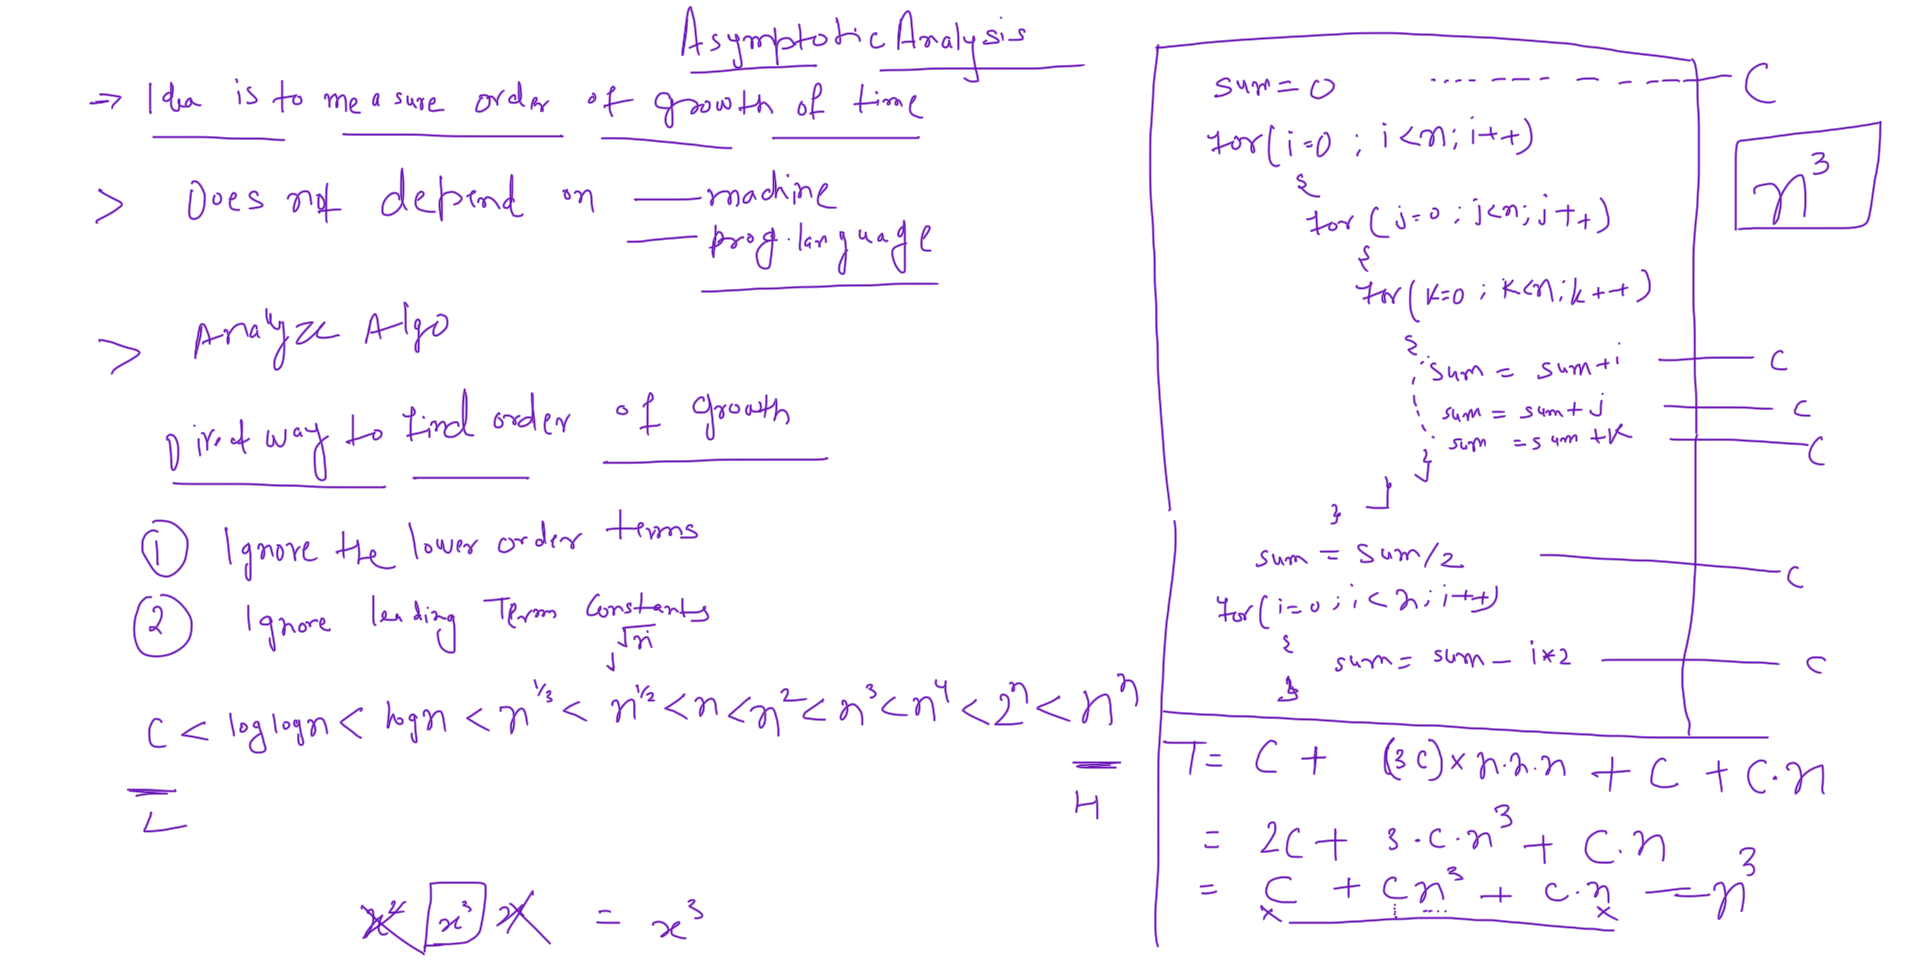 Asymptotic Analysis
→ Idea is to measure order of growth of time
> Does not depend on — machine
— prog. language
> Analyze Algo
Direct way to find order of growth
① Ignore the lower order terms
② Ignore leading Term Constants
√n
C < log log n < log n < n^1/3 < n^1/2 < n < n^2 < n^3 < n^4 < 2^n < n^n
L
H
x^2 x^3 x = x^3
sum = 0 ---- C
n^3
for(i=0 ; i<n; i++)
{
for (j=0 ; j<n; j++)
{
for (k=0 ; k<n; k++)
{
sum = sum+i — C
sum = sum+j — C
sum = sum+k — C
}
}
}
sum = sum/2 — C
for(i=0 ; i<n; i++)
{
sum = sum - i*2 — C
}
T = C + (3C)×n.n.n + C + C.n
= 2C + 3.C.n^3 + C.n
= C + Cn^3 + C.n — n^3